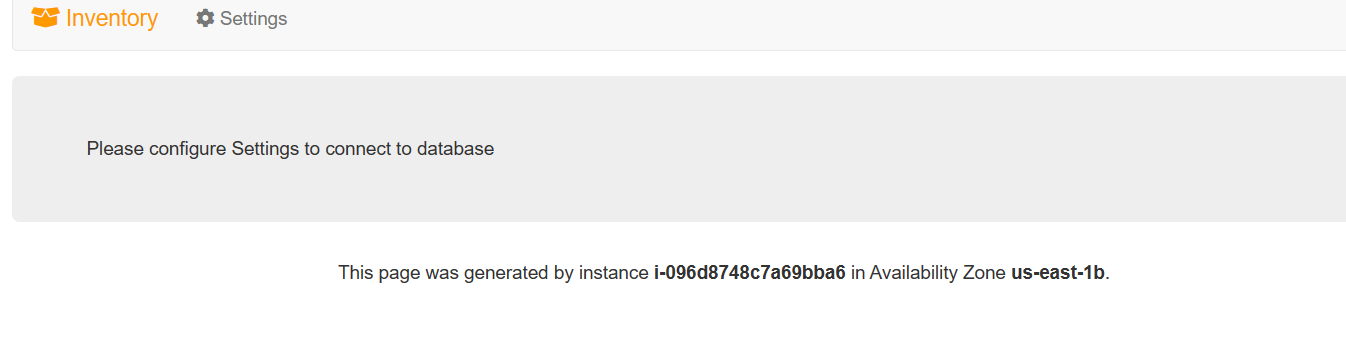 Inventory Settings
Please configure Settings to connect to database
This page was generated by instance i-096d8748c7a69bba6 in Availability Zone us-east-1b.